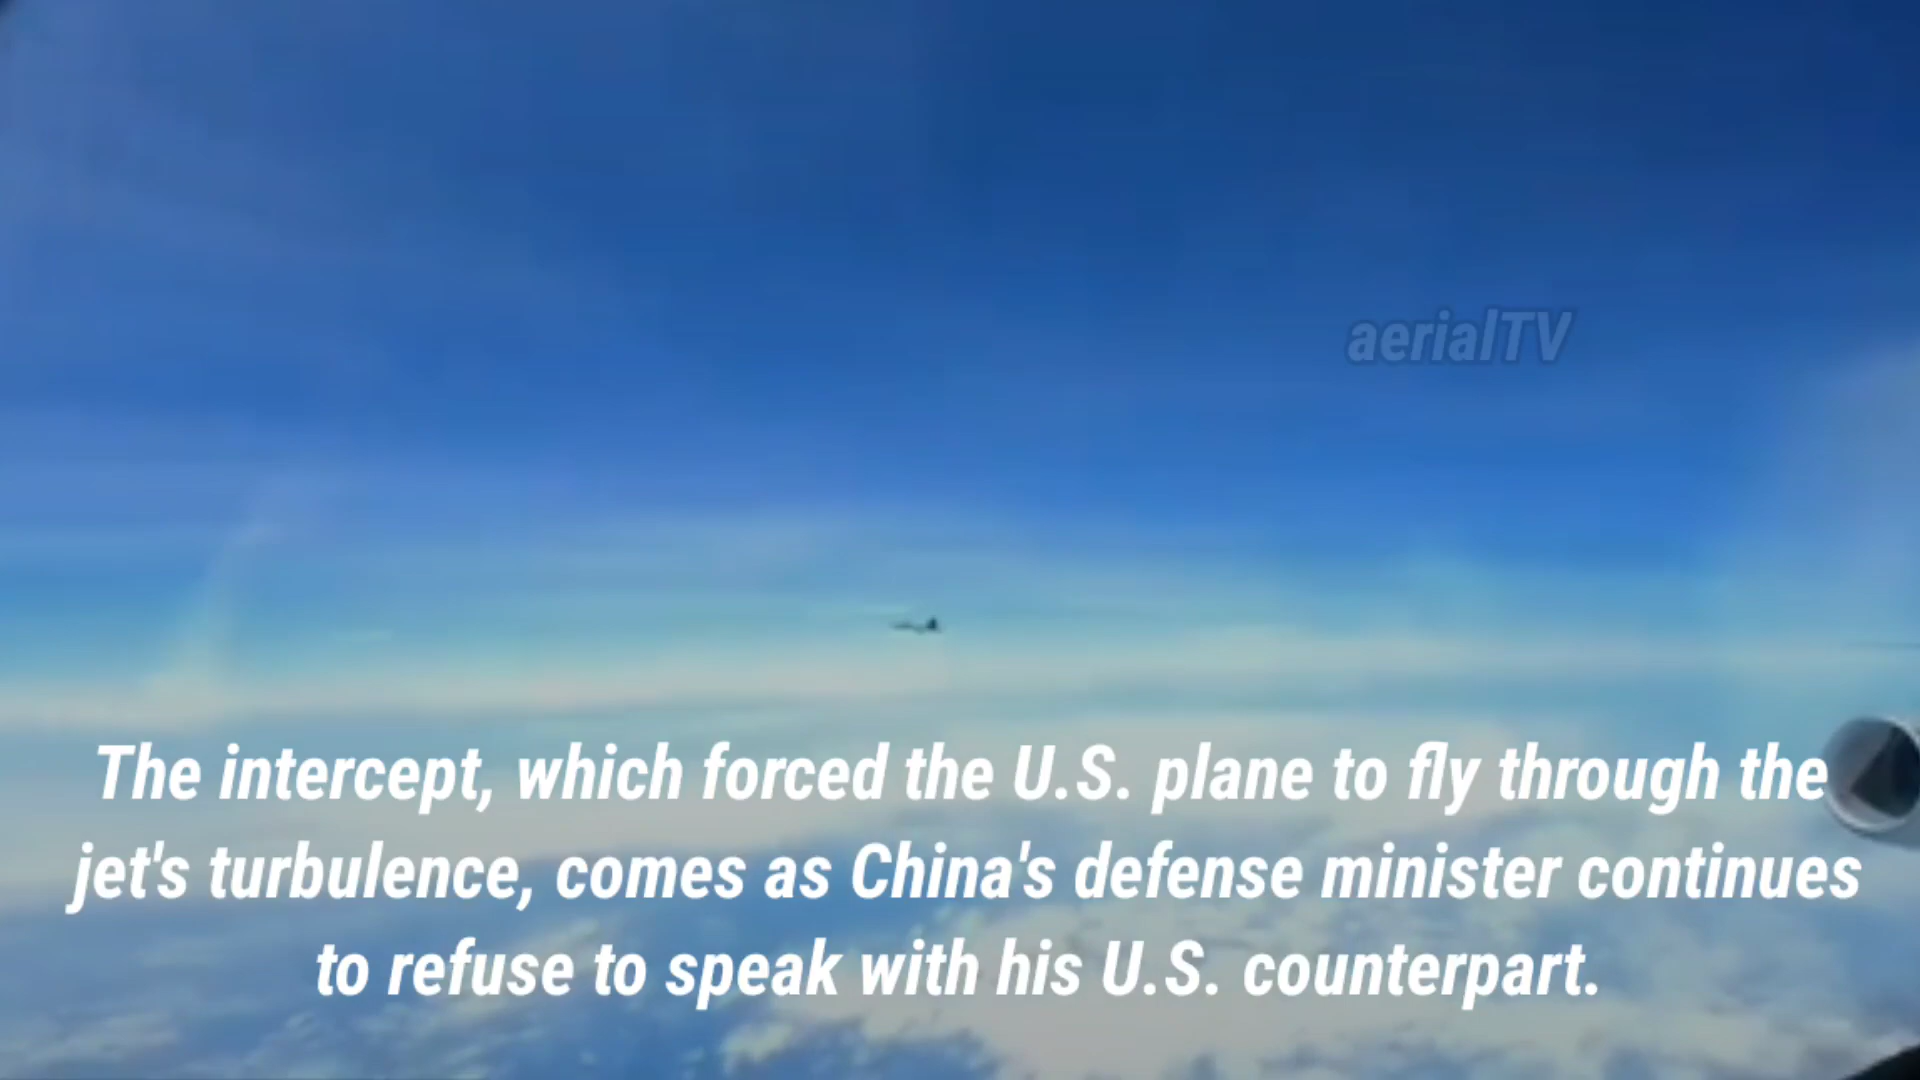 aerialTV
The intercept, which forced the U.S. plane to fly through the
jet's turbulence, comes as China's defense minister continues
to refuse to speak with his U.S. counterpart.